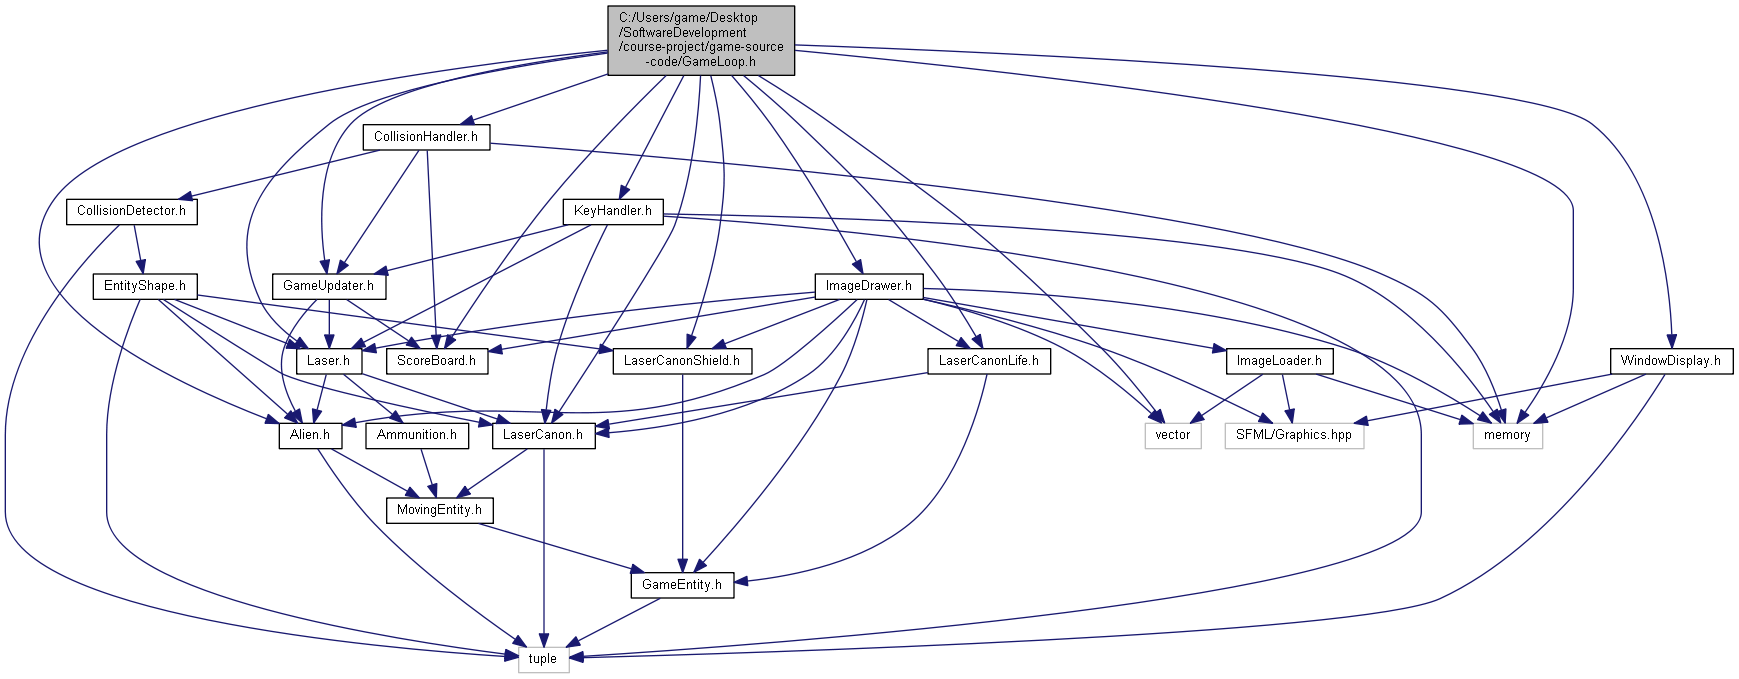 C:/Users/game/Desktop
/SoftwareDevelopment
/course-project/game-source
-code/GameLoop.h
CollisionHandler.h
CollisionDetector.h
KeyHandler.h
EntityShape.h
GameUpdater.h
ImageDrawer.h
Laser.h
ScoreBoard.h
LaserCanonShield.h
LaserCanonLife.h
ImageLoader.h
WindowDisplay.h
Alien.h
Ammunition.h
LaserCanon.h
vector
SFML/Graphics.hpp
memory
MovingEntity.h
GameEntity.h
tuple